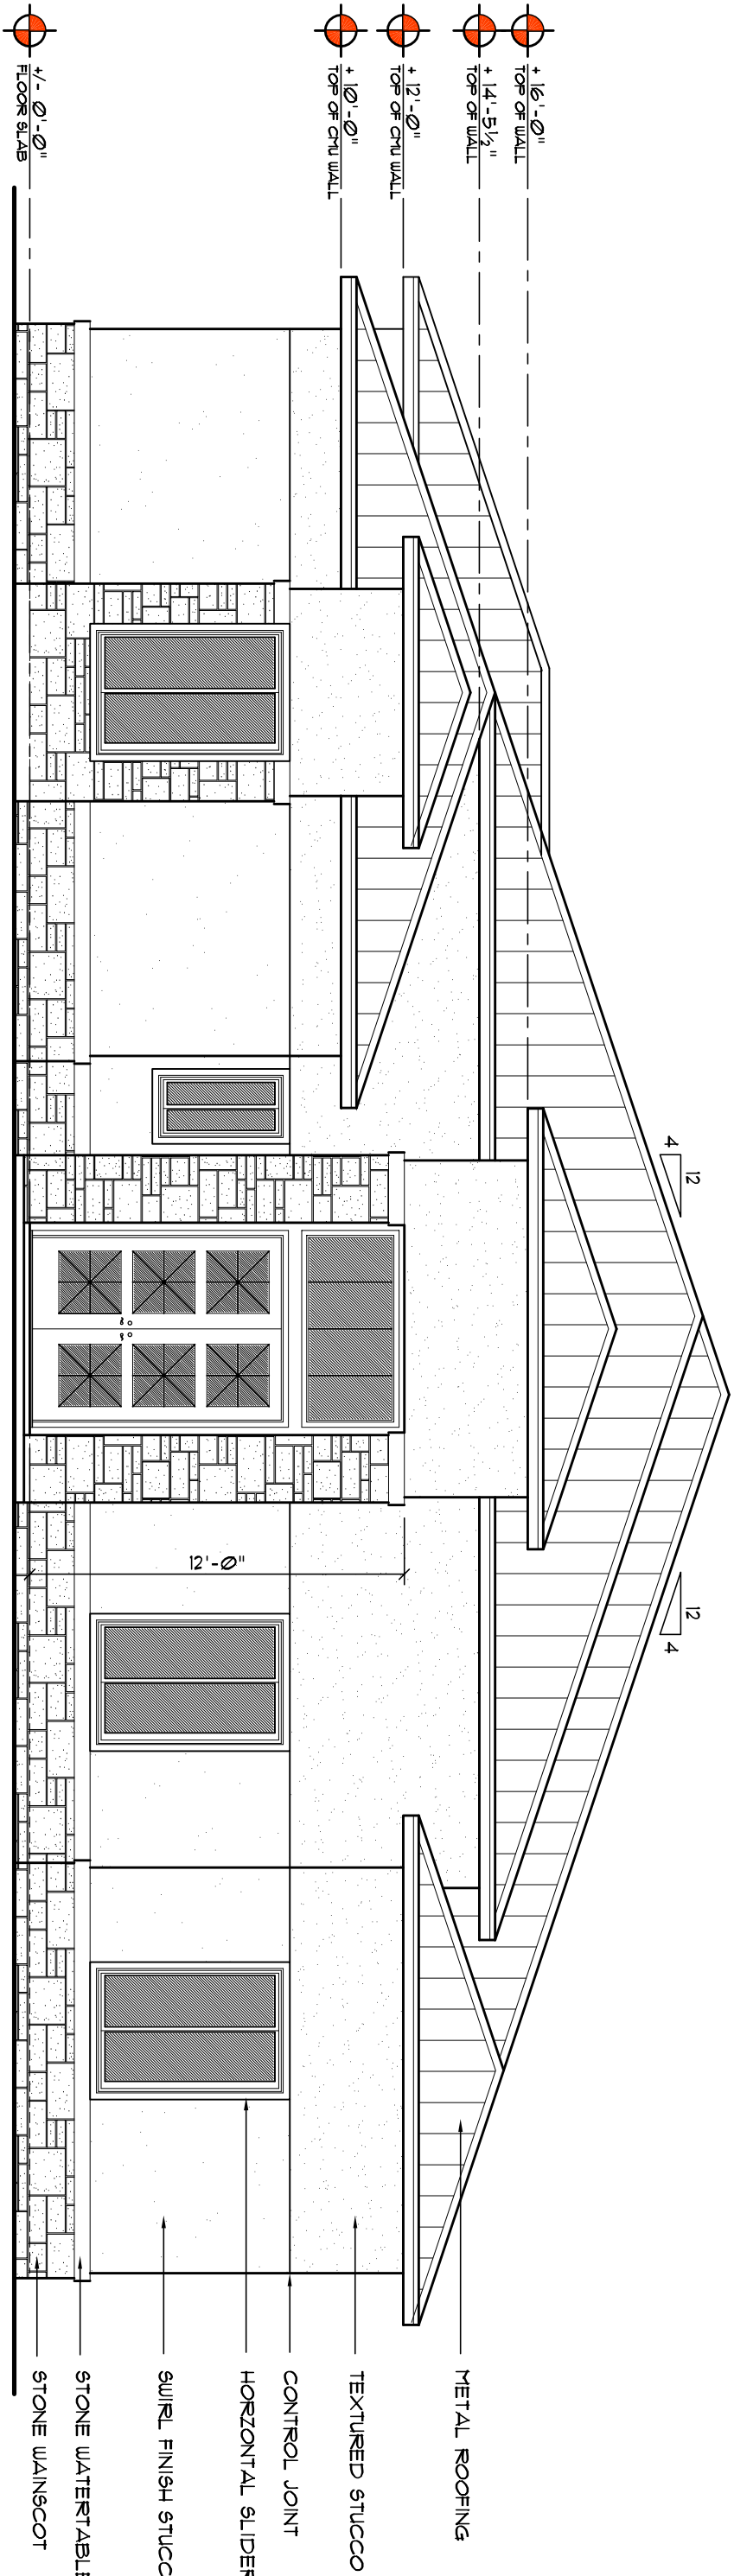 + 16'-0"
TOP OF WALL
+ 14'-5½"
TOP OF WALL
+ 12'-0"
TOP OF CMU WALL
+ 10'-0"
TOP OF CMU WALL
+/- 0'-0"
FLOOR SLAB
12
4
12
4
12'-0"
METAL ROOFING
TEXTURED STUCCO
CONTROL JOINT
HORZONTAL SLIDER
SWIRL FINISH STUCC
STONE WATERTABLE
STONE WAINSCOT